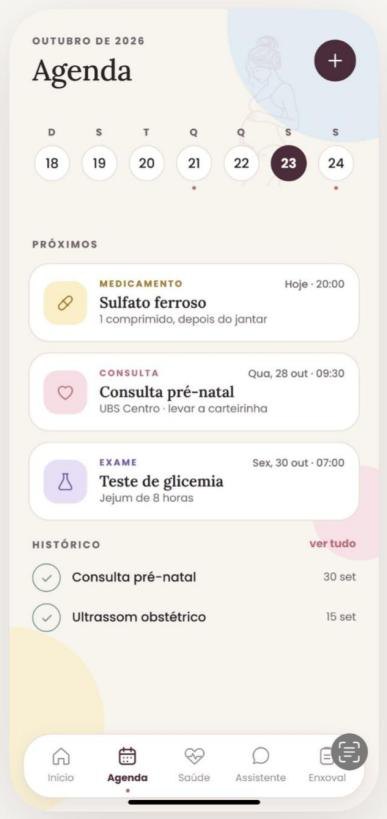 OUTUBRO DE 2026
Agenda
+
D S T Q Q S S
18 19 20 21 22 23 24
PRÓXIMOS
MEDICAMENTO Hoje · 20:00
Sulfato ferroso
1 comprimido, depois do jantar
CONSULTA Qua, 28 out · 09:30
Consulta pré-natal
UBS Centro · levar a carteirinha
EXAME Sex, 30 out · 07:00
Teste de glicemia
Jejum de 8 horas
HISTÓRICO ver tudo
Consulta pré-natal 30 set
Ultrassom obstétrico 15 set
Início Agenda Saúde Assistente Enxoval